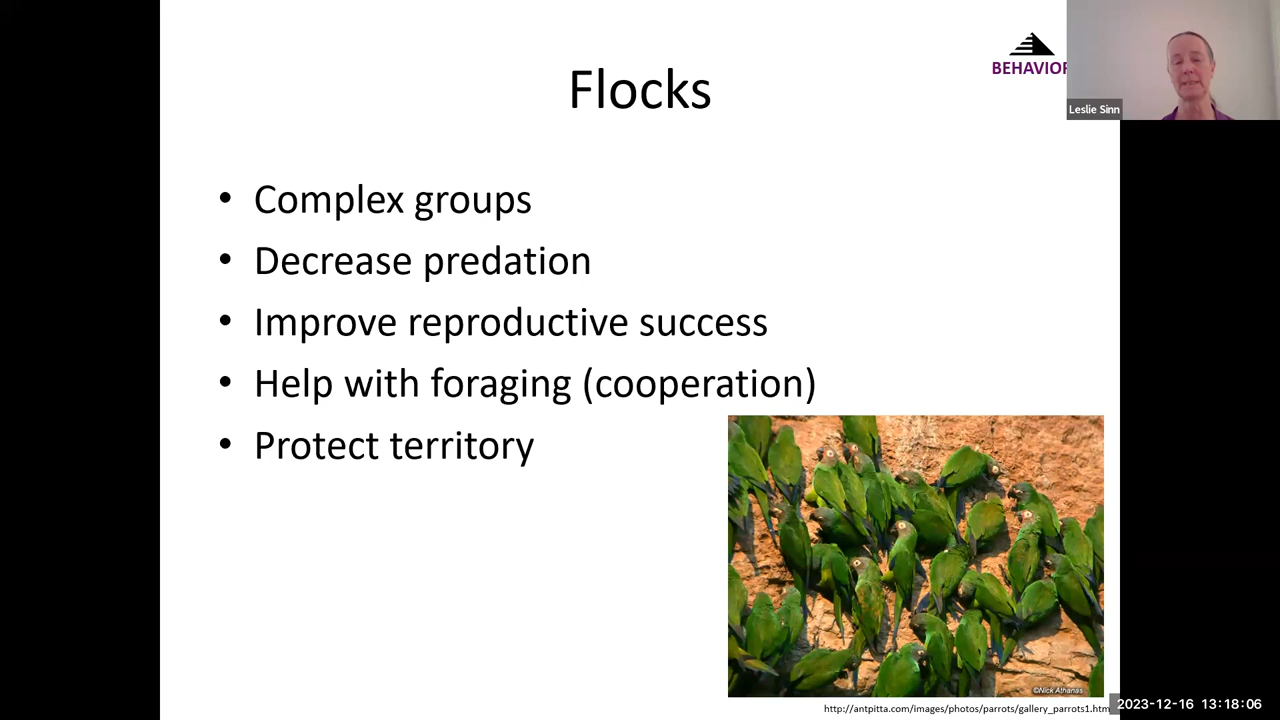 BEHAVIOR
Leslie Sinn
Flocks
• Complex groups
• Decrease predation
• Improve reproductive success
• Help with foraging (cooperation)
• Protect territory
©Nick Athanas
http://antpitta.com/images/photos/parrots/gallery_parrots1.htm
2023-12-16 13:18:06